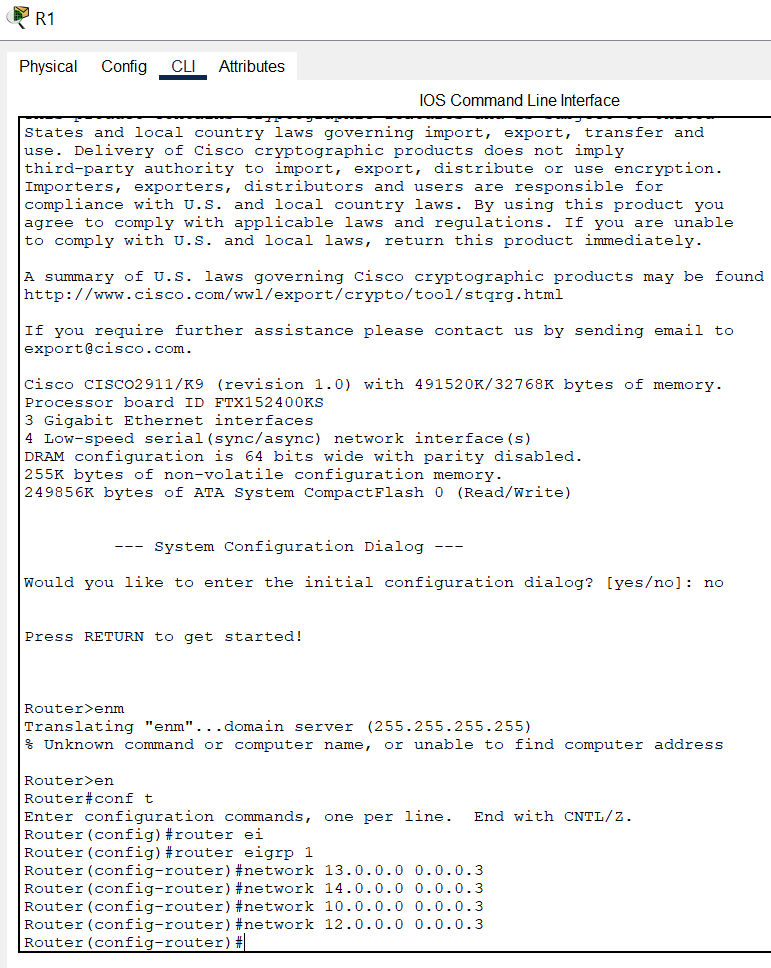 R1
Physical Config CLI Attributes
IOS Command Line Interface
States and local country laws governing import, export, transfer and
use. Delivery of Cisco cryptographic products does not imply
third-party authority to import, export, distribute or use encryption.
Importers, exporters, distributors and users are responsible for
compliance with U.S. and local country laws. By using this product you
agree to comply with applicable laws and regulations. If you are unable
to comply with U.S. and local laws, return this product immediately.
A summary of U.S. laws governing Cisco cryptographic products may be found
http://www.cisco.com/wwl/export/crypto/tool/stqrg.html
If you require further assistance please contact us by sending email to
export@cisco.com.
Cisco CISCO2911/K9 (revision 1.0) with 491520K/32768K bytes of memory.
Processor board ID FTX152400KS
3 Gigabit Ethernet interfaces
4 Low-speed serial(sync/async) network interface(s)
DRAM configuration is 64 bits wide with parity disabled.
255K bytes of non-volatile configuration memory.
249856K bytes of ATA System CompactFlash 0 (Read/Write)
--- System Configuration Dialog ---
Would you like to enter the initial configuration dialog? [yes/no]: no
Press RETURN to get started!
Router>enm
Translating "enm"...domain server (255.255.255.255)
% Unknown command or computer name, or unable to find computer address
Router>en
Router#conf t
Enter configuration commands, one per line.  End with CNTL/Z.
Router(config)#router ei
Router(config)#router eigrp 1
Router(config-router)#network 13.0.0.0 0.0.0.3
Router(config-router)#network 14.0.0.0 0.0.0.3
Router(config-router)#network 10.0.0.0 0.0.0.3
Router(config-router)#network 12.0.0.0 0.0.0.3
Router(config-router)#